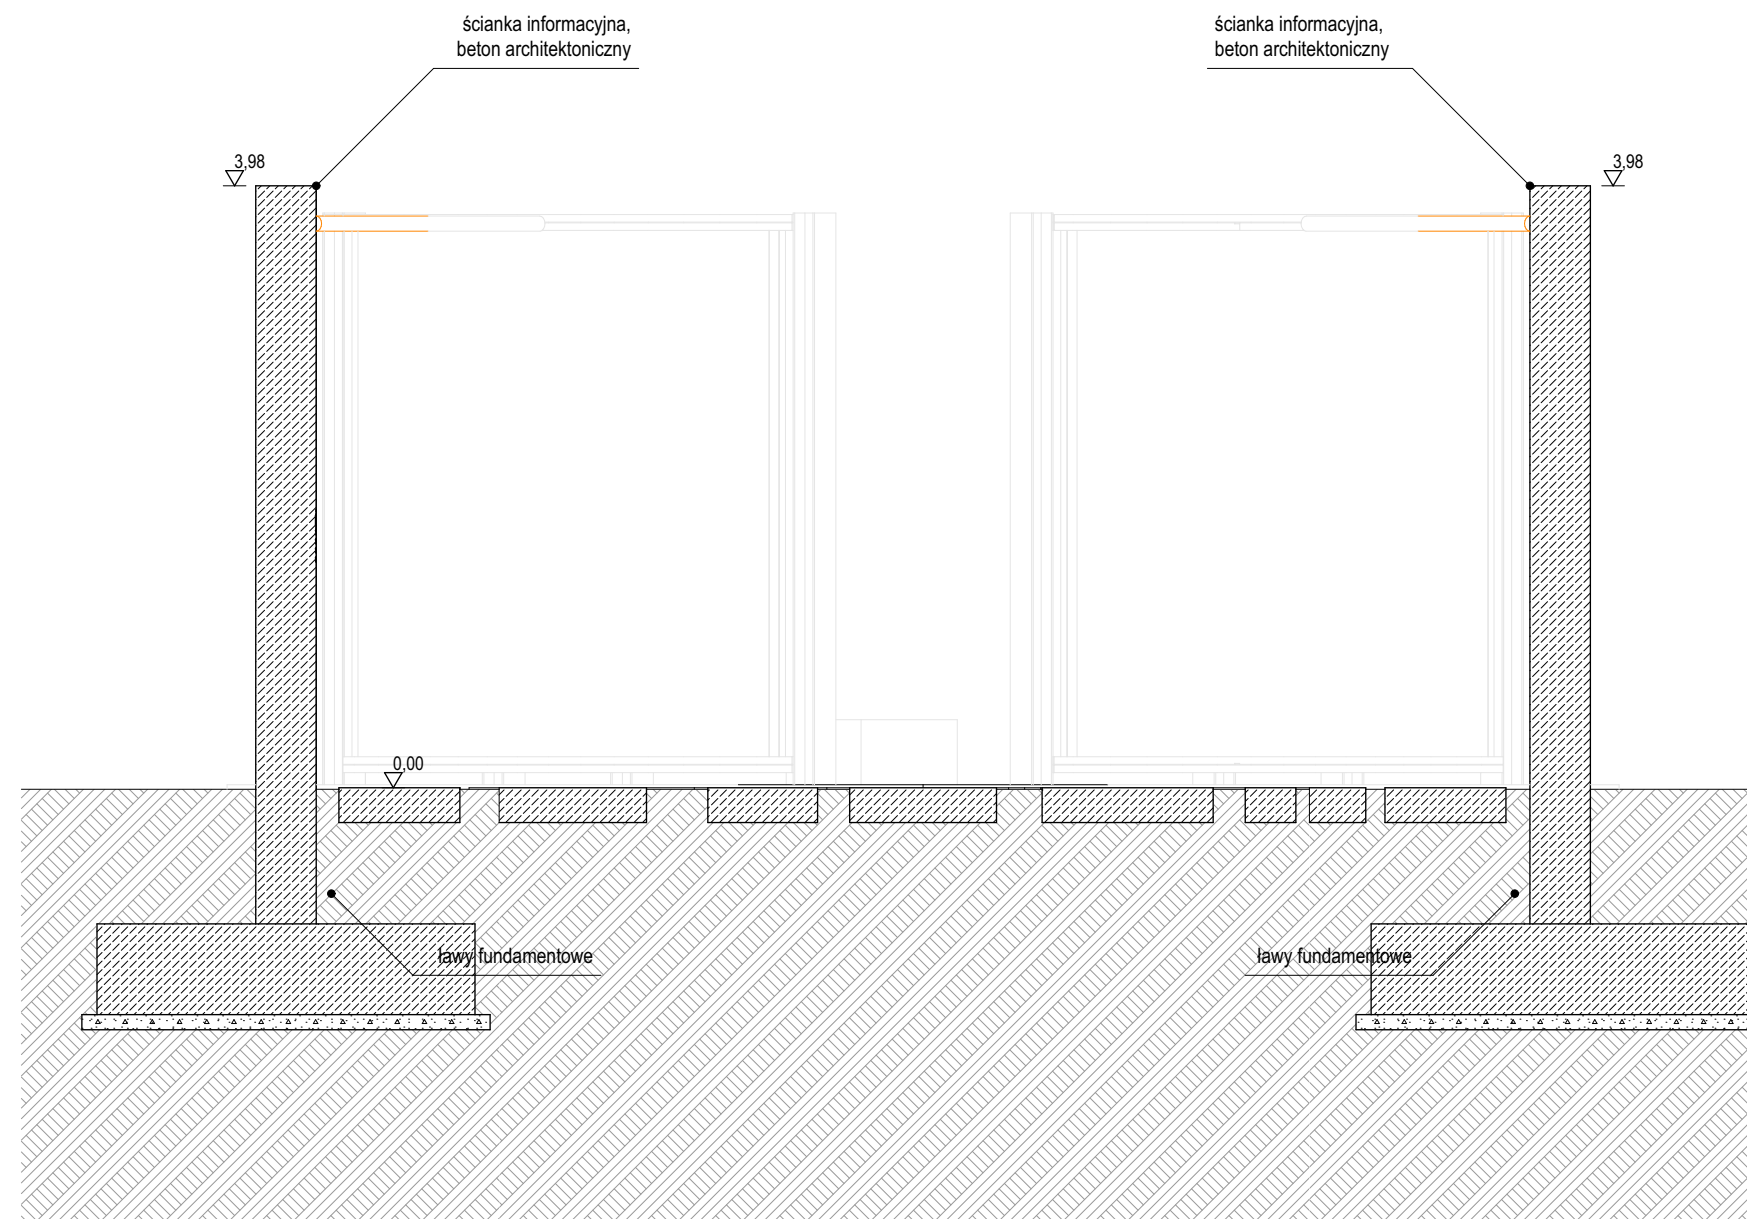 ścianka informacyjna,
beton architektoniczny
ścianka informacyjna,
beton architektoniczny
3,98
3,98
0,00
ławy fundamentowe
ławy fundamentowe